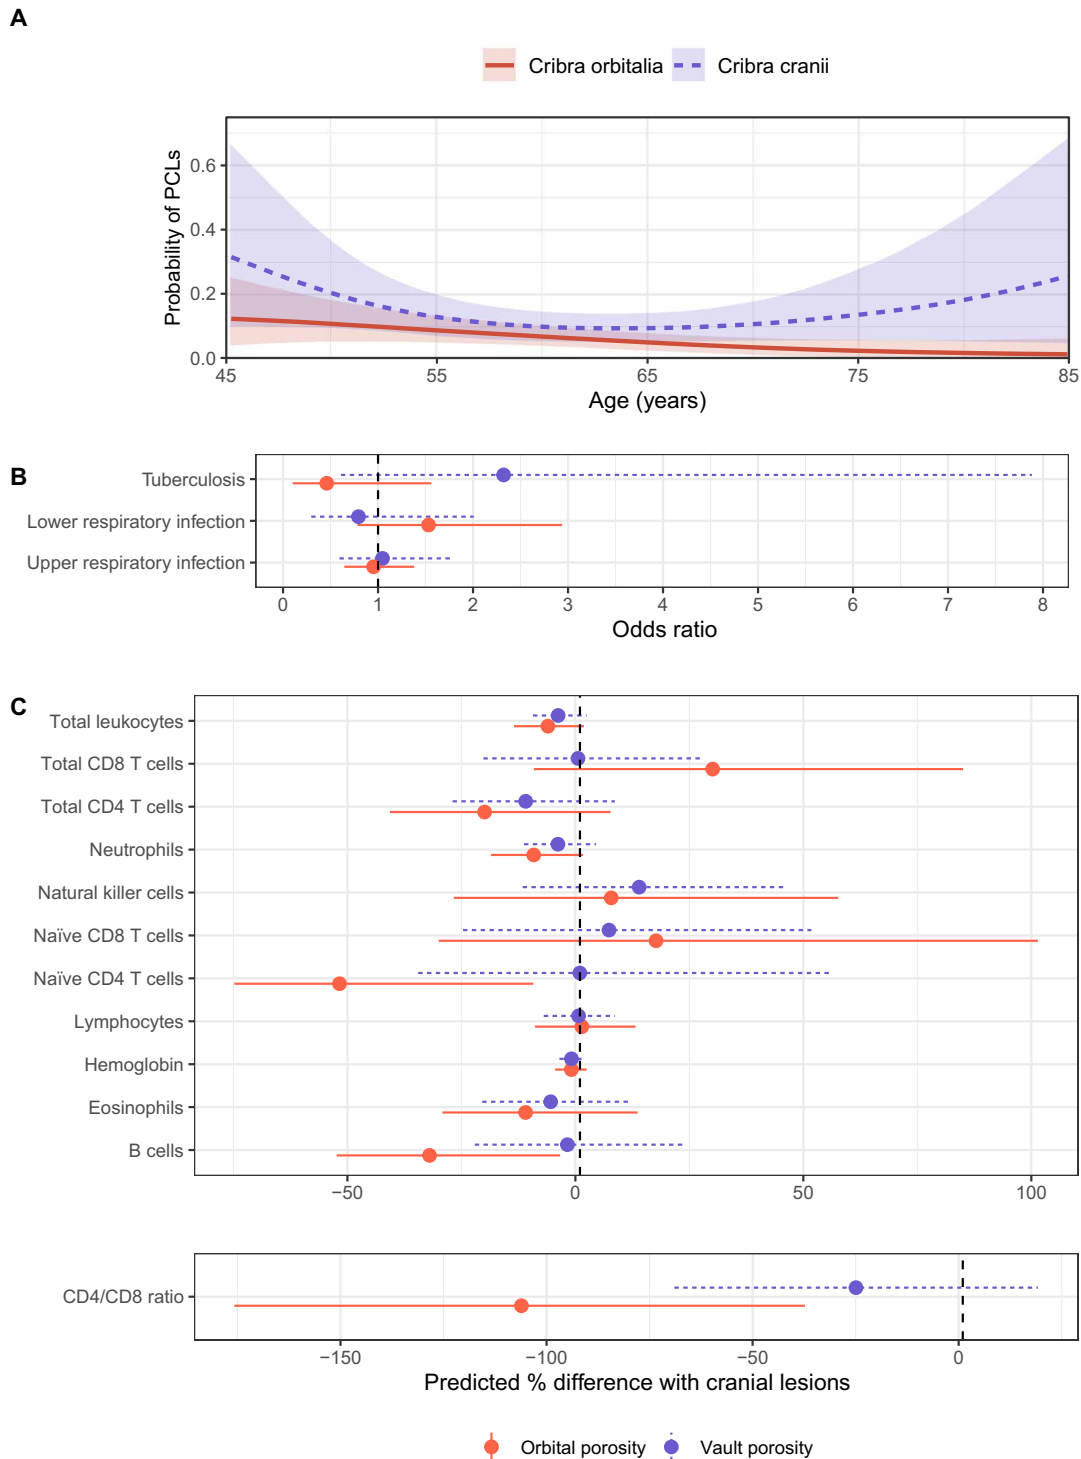 A
Cribra orbitalia Cribra cranii
Probability of PCLs
0.6
0.4
0.2
0.0
45 55 65 75 85
Age (years)
B
Tuberculosis
Lower respiratory infection
Upper respiratory infection
0 1 2 3 4 5 6 7 8
Odds ratio
C
Total leukocytes
Total CD8 T cells
Total CD4 T cells
Neutrophils
Natural killer cells
Naïve CD8 T cells
Naïve CD4 T cells
Lymphocytes
Hemoglobin
Eosinophils
B cells
−50 0 50 100
CD4/CD8 ratio
−150 −100 −50 0
Predicted % difference with cranial lesions
Orbital porosity Vault porosity